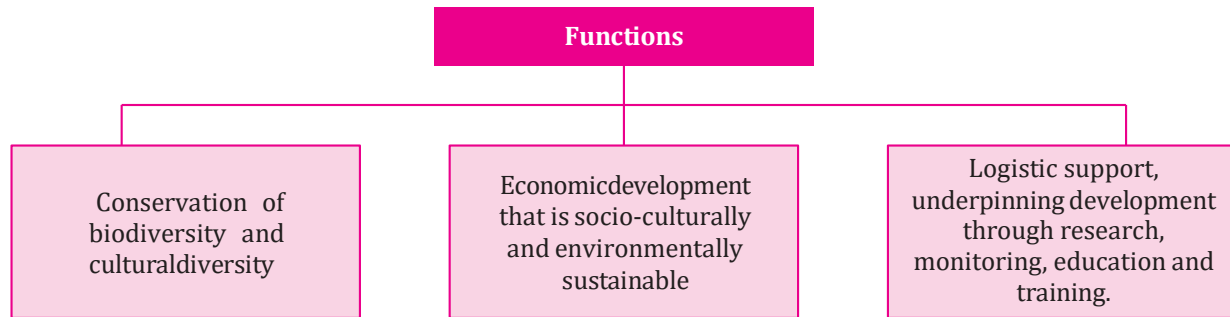 Functions
Conservation of
biodiversity and
culturaldiversity
Economicdevelopment
that is socio-culturally
and environmentally
sustainable
Logistic support,
underpinning development
through research,
monitoring, education and
training.